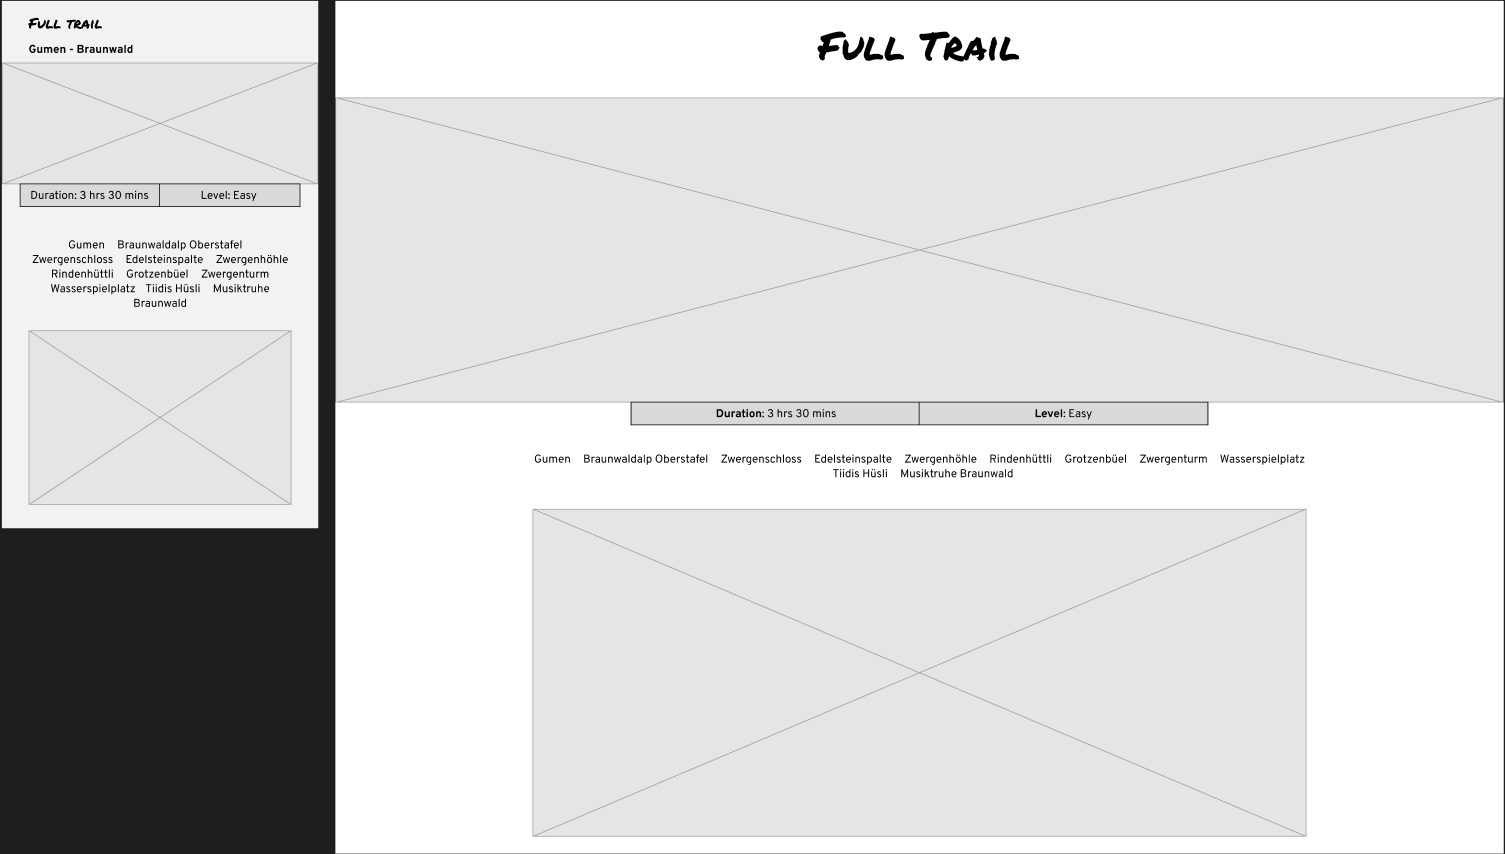 Full trail
Gumen - Braunwald
Duration: 3 hrs 30 mins
Level: Easy
Gumen Braunwaldalp Oberstafel
Zwergenschloss Edelsteinspalte Zwergenhöhle
Rindenhüttli Grotzenbüel Zwergenturm
Wasserspielplatz Tiidis Hüsli Musiktruhe
Braunwald
Full Trail
Duration: 3 hrs 30 mins
Level: Easy
Gumen Braunwaldalp Oberstafel Zwergenschloss Edelsteinspalte Zwergenhöhle Rindenhüttli Grotzenbüel Zwergenturm Wasserspielplatz
Tiidis Hüsli Musiktruhe Braunwald